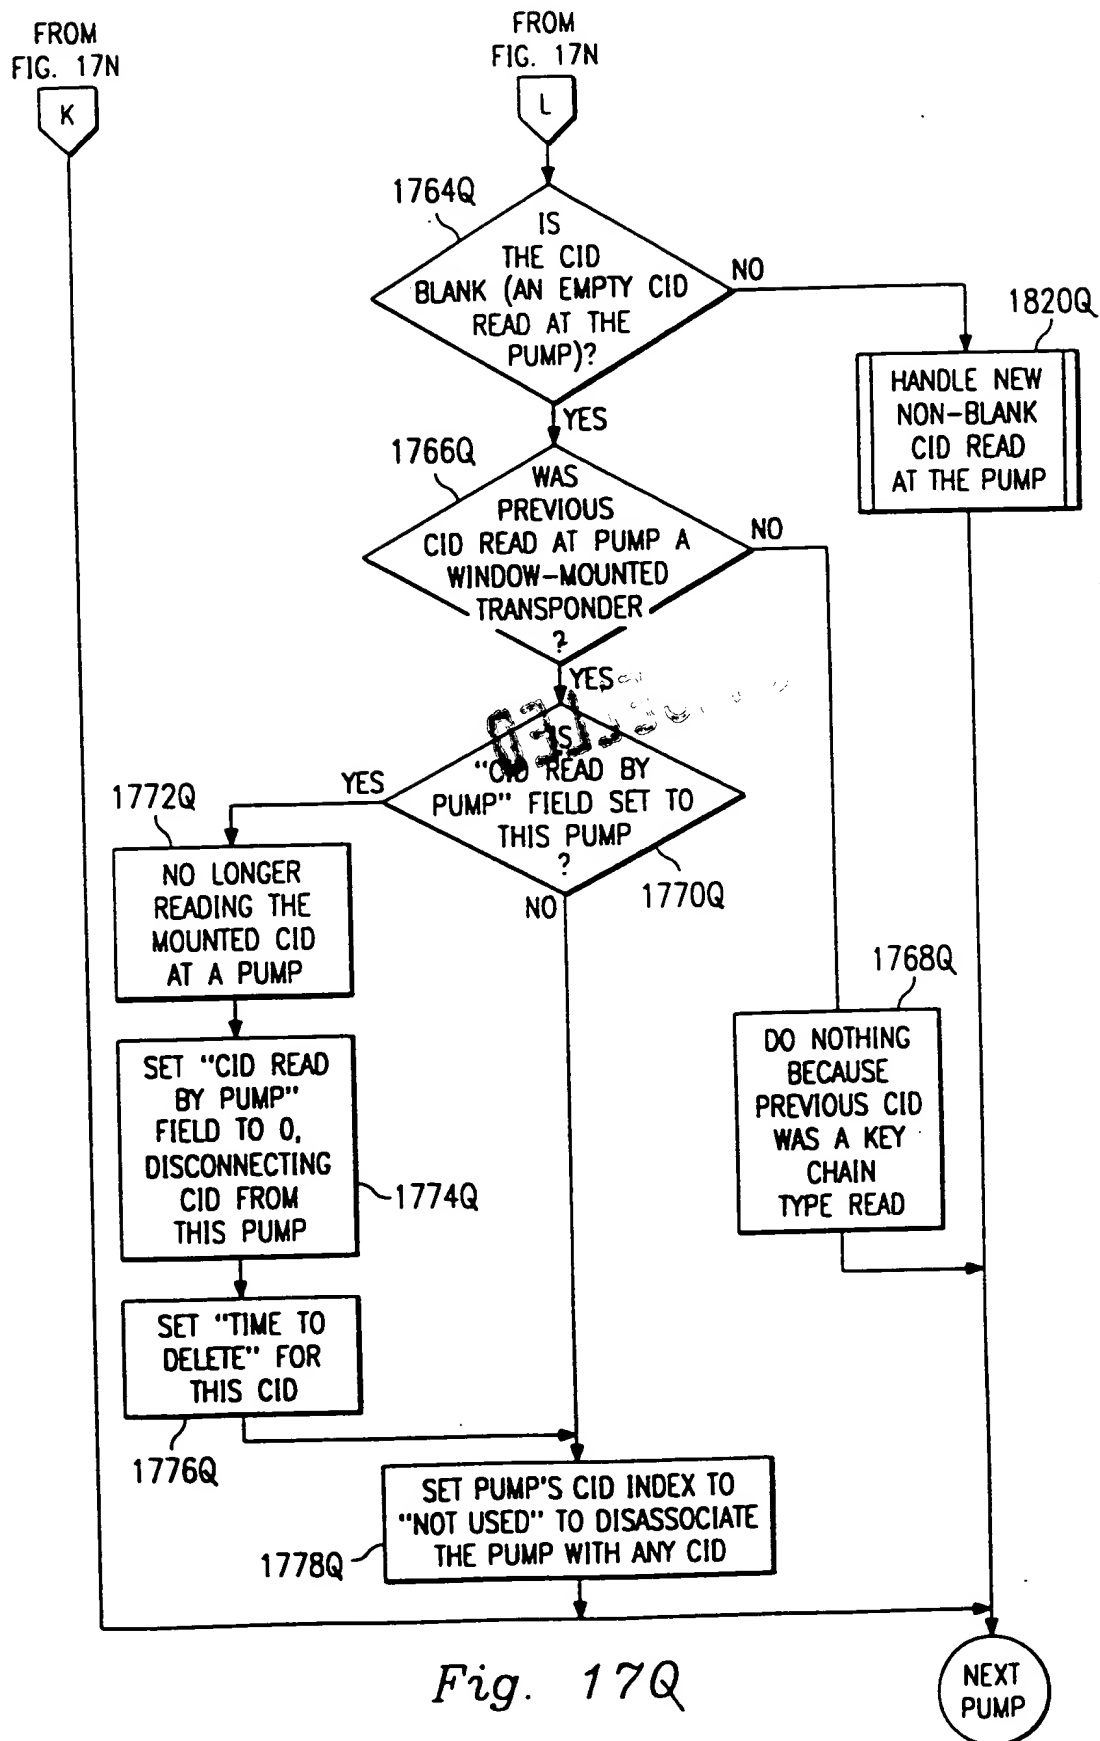 FROM
FIG. 17N
K
FROM
FIG. 17N
L
1764Q
IS
THE CID
BLANK (AN EMPTY CID
READ AT THE
PUMP)?
NO
YES
1820Q
HANDLE NEW
NON-BLANK
CID READ
AT THE PUMP
1766Q
WAS
PREVIOUS
CID READ AT PUMP A
WINDOW-MOUNTED
TRANSPONDER
?
NO
YES
IS
"CID READ BY
PUMP" FIELD SET TO
THIS PUMP
?
YES
1770Q
NO
1772Q
NO LONGER
READING THE
MOUNTED CID
AT A PUMP
1768Q
DO NOTHING
BECAUSE
PREVIOUS CID
WAS A KEY
CHAIN
TYPE READ
SET "CID READ
BY PUMP"
FIELD TO 0,
DISCONNECTING
CID FROM
THIS PUMP
1774Q
SET "TIME TO
DELETE" FOR
THIS CID
1776Q
SET PUMP'S CID INDEX TO
"NOT USED" TO DISASSOCIATE
THE PUMP WITH ANY CID
1778Q
NEXT
PUMP
Fig. 17Q